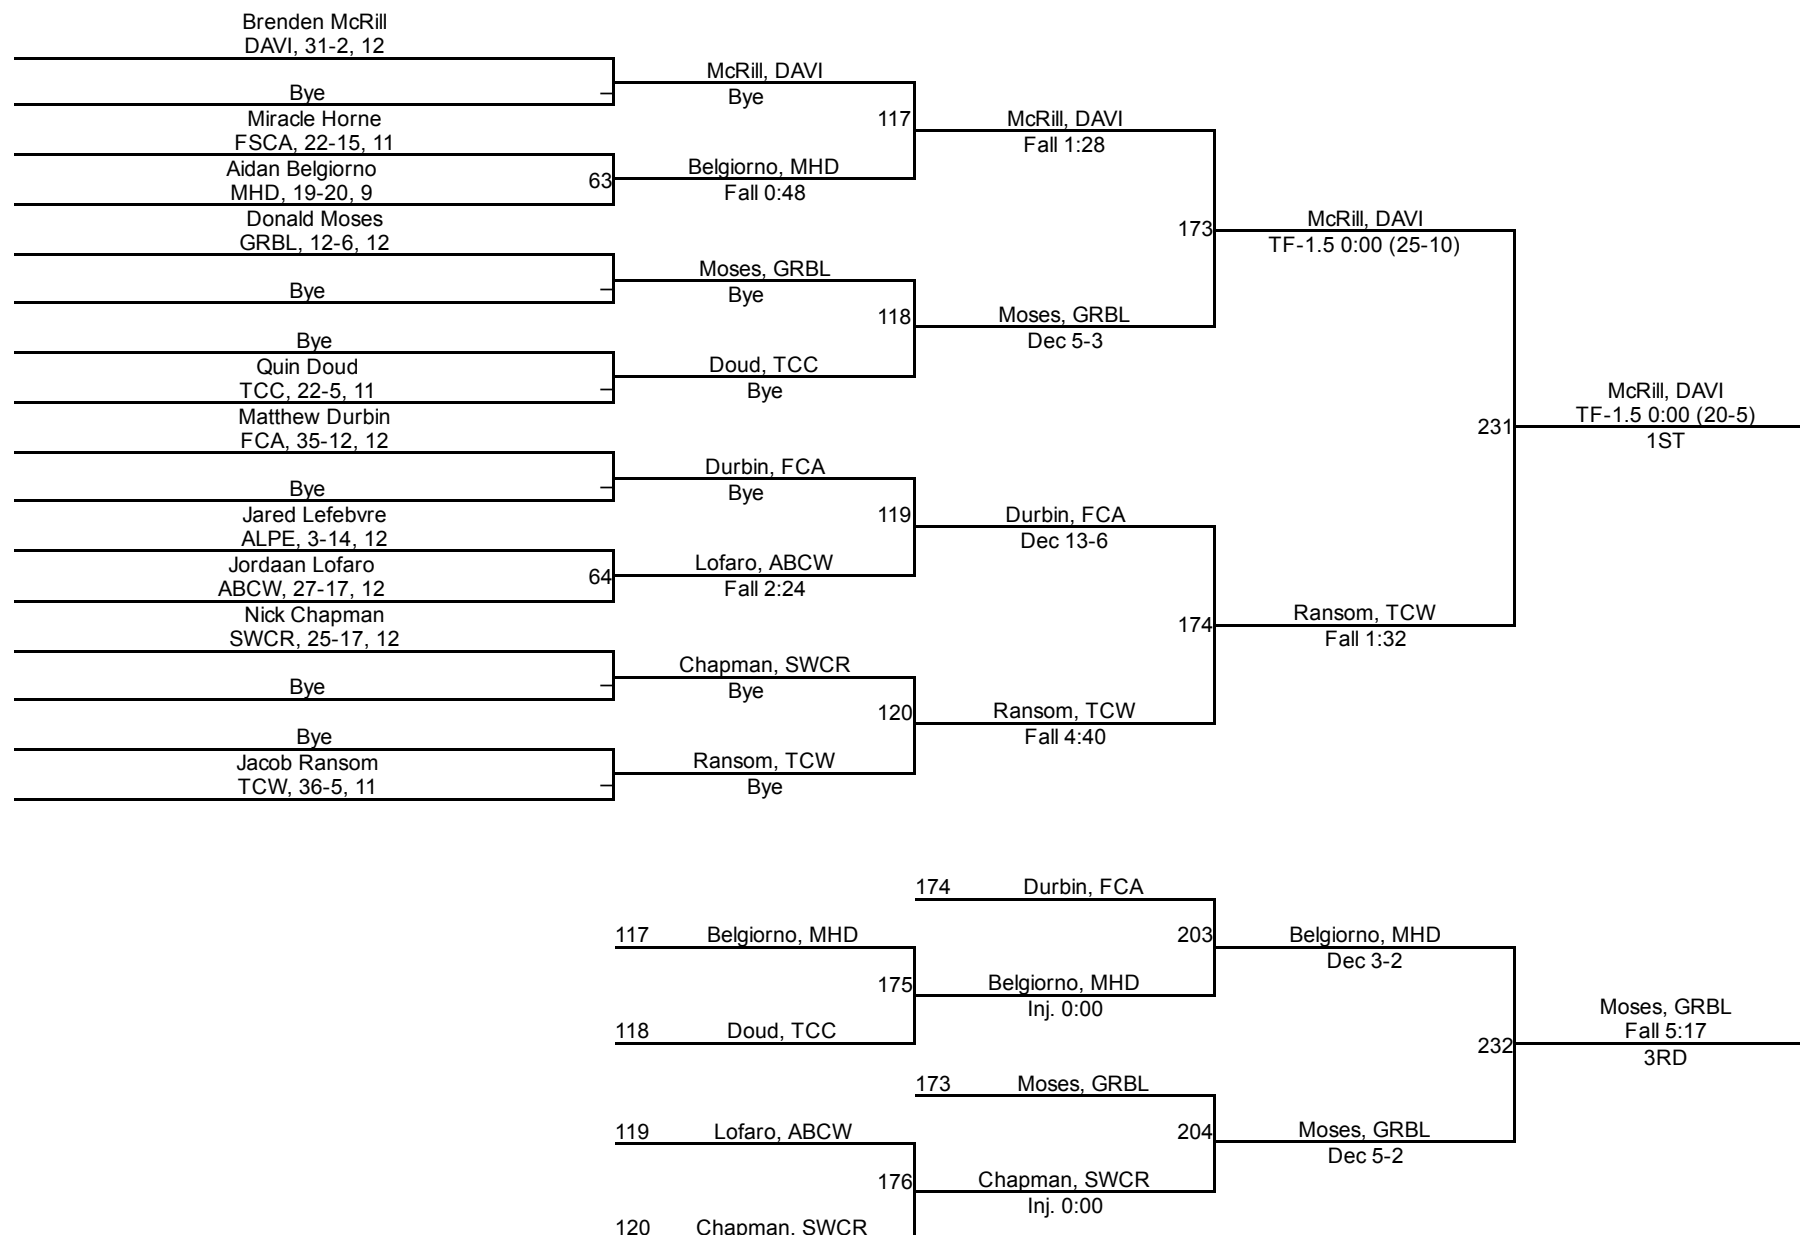 Brenden McRill
DAVI, 31-2, 12
Bye
Miracle Horne
FSCA, 22-15, 11
Aidan Belgiorno
MHD, 19-20, 9
63
Donald Moses
GRBL, 12-6, 12
Bye
Bye
Quin Doud
TCC, 22-5, 11
Matthew Durbin
FCA, 35-12, 12
Bye
Jared Lefebvre
ALPE, 3-14, 12
Jordaan Lofaro
ABCW, 27-17, 12
64
Nick Chapman
SWCR, 25-17, 12
Bye
Bye
Jacob Ransom
TCW, 36-5, 11
McRill, DAVI
Bye
117
Belgiorno, MHD
Fall 0:48
Moses, GRBL
Bye
118
Doud, TCC
Bye
Durbin, FCA
Bye
119
Lofaro, ABCW
Fall 2:24
Chapman, SWCR
Bye
120
Ransom, TCW
Bye
McRill, DAVI
Fall 1:28
173
Moses, GRBL
Dec 5-3
Durbin, FCA
Dec 13-6
174
Ransom, TCW
Fall 4:40
McRill, DAVI
TF-1.5 0:00 (25-10)
231
Ransom, TCW
Fall 1:32
McRill, DAVI
TF-1.5 0:00 (20-5)
1ST
174 Durbin, FCA
117 Belgiorno, MHD
175
118 Doud, TCC
Belgiorno, MHD
Inj. 0:00
203
173 Moses, GRBL
119 Lofaro, ABCW
176
120 Chapman, SWCR
Chapman, SWCR
Inj. 0:00
204
Belgiorno, MHD
Dec 3-2
232
Moses, GRBL
Dec 5-2
Moses, GRBL
Fall 5:17
3RD